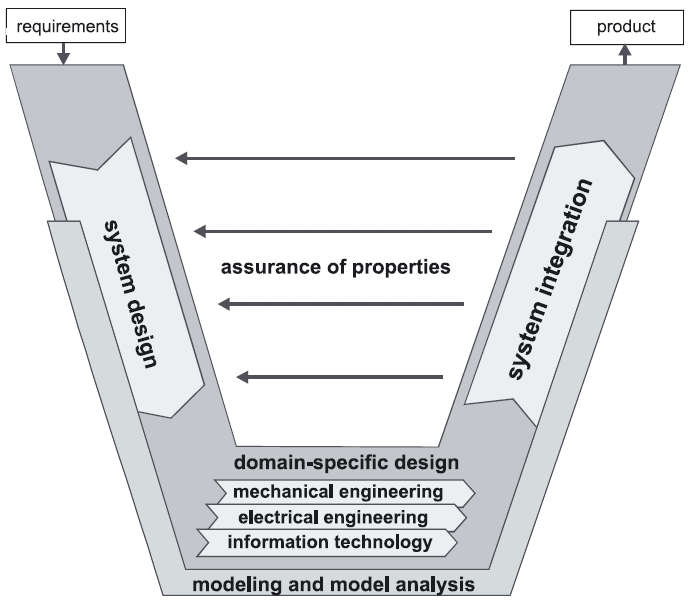 requirements
product
system design
system integration
assurance of properties
domain-specific design
mechanical engineering
electrical engineering
information technology
modeling and model analysis